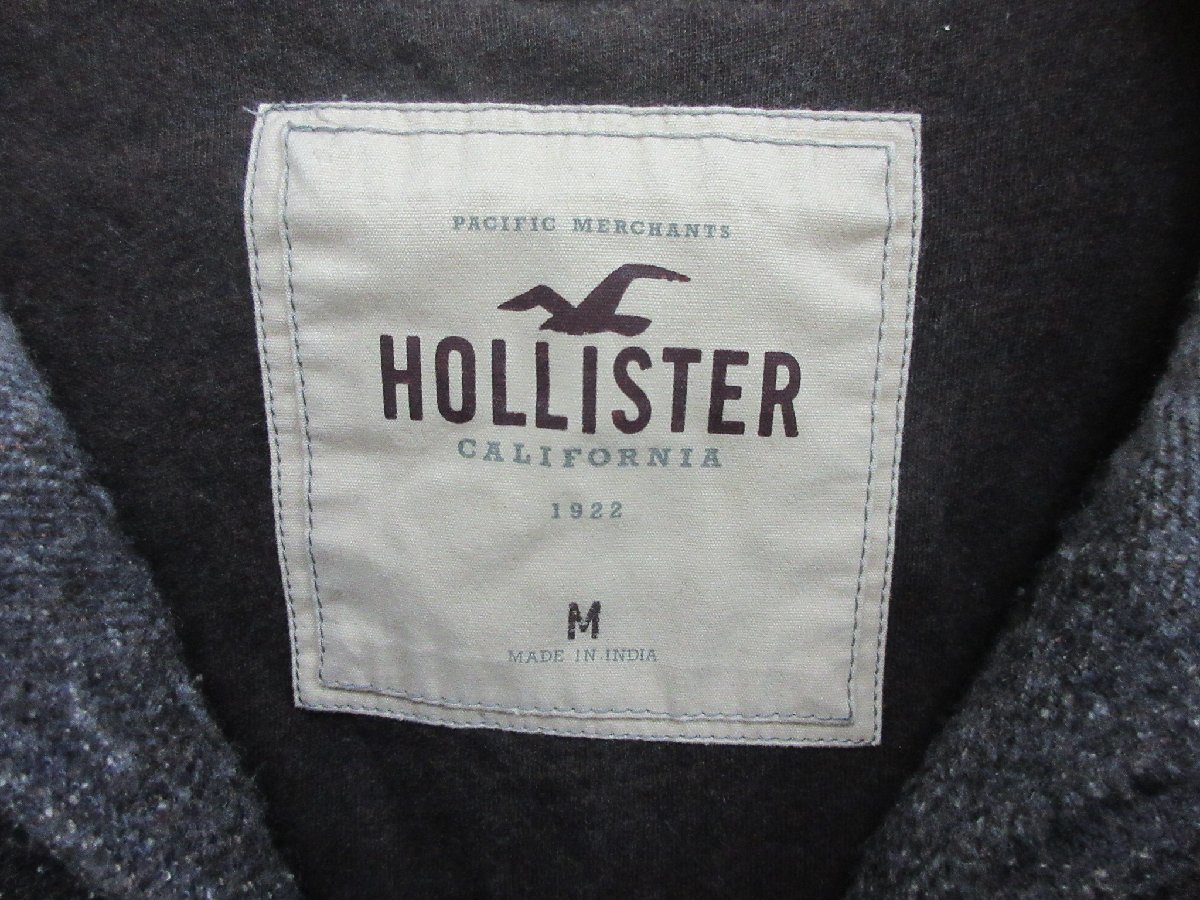 PACIFIC MERCHANTS
HOLLISTER
CALIFORNIA
1922
M
MADE IN INDIA